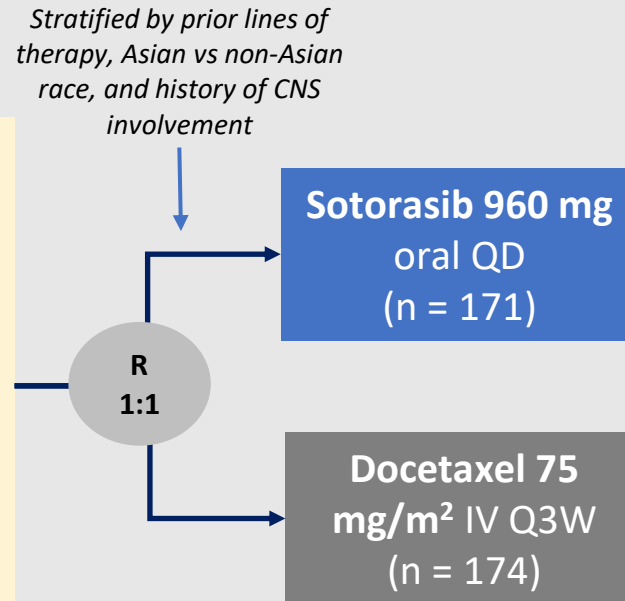 Stratified by prior lines of
therapy, Asian vs non-Asian
race, and history of CNS
involvement
Sotorasib 960 mg
oral QD
(n = 171)
R
1:1
Docetaxel 75
mg/m² IV Q3W
(n = 174)